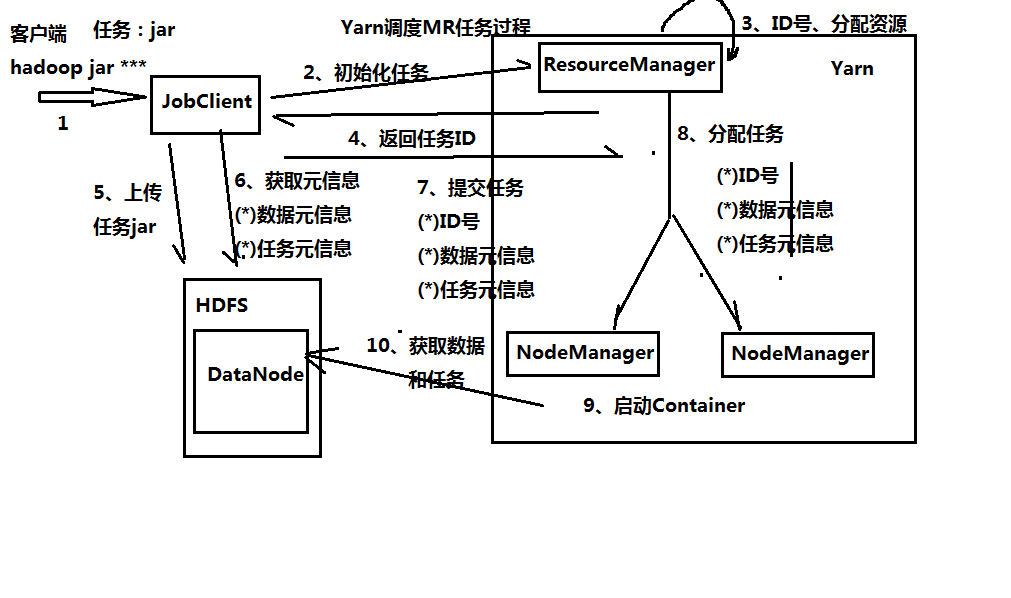 客户端 任务：jar
Yarn调度MR任务过程
3、ID号、分配资源
hadoop jar ***
2、初始化任务
ResourceManager
Yarn
JobClient
1
4、返回任务ID
8、分配任务
(*)ID号
(*)数据元信息
(*)任务元信息
5、上传
任务jar
6、获取元信息
(*)数据元信息
(*)任务元信息
7、提交任务
(*)ID号
(*)数据元信息
(*)任务元信息
HDFS
DataNode
10、获取数据
和任务
NodeManager
NodeManager
9、启动Container